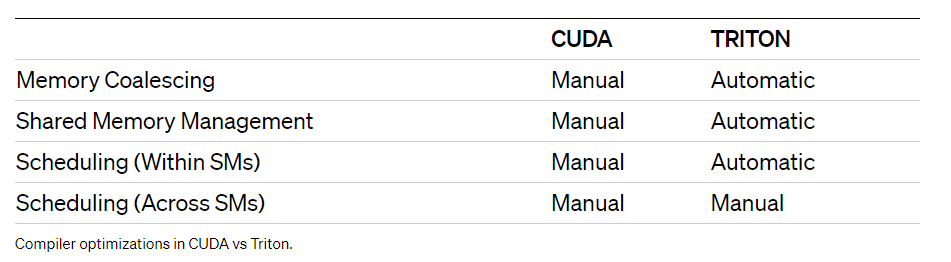 CUDA TRITON
Memory Coalescing Manual Automatic
Shared Memory Management Manual Automatic
Scheduling (Within SMs) Manual Automatic
Scheduling (Across SMs) Manual Manual
Compiler optimizations in CUDA vs Triton.